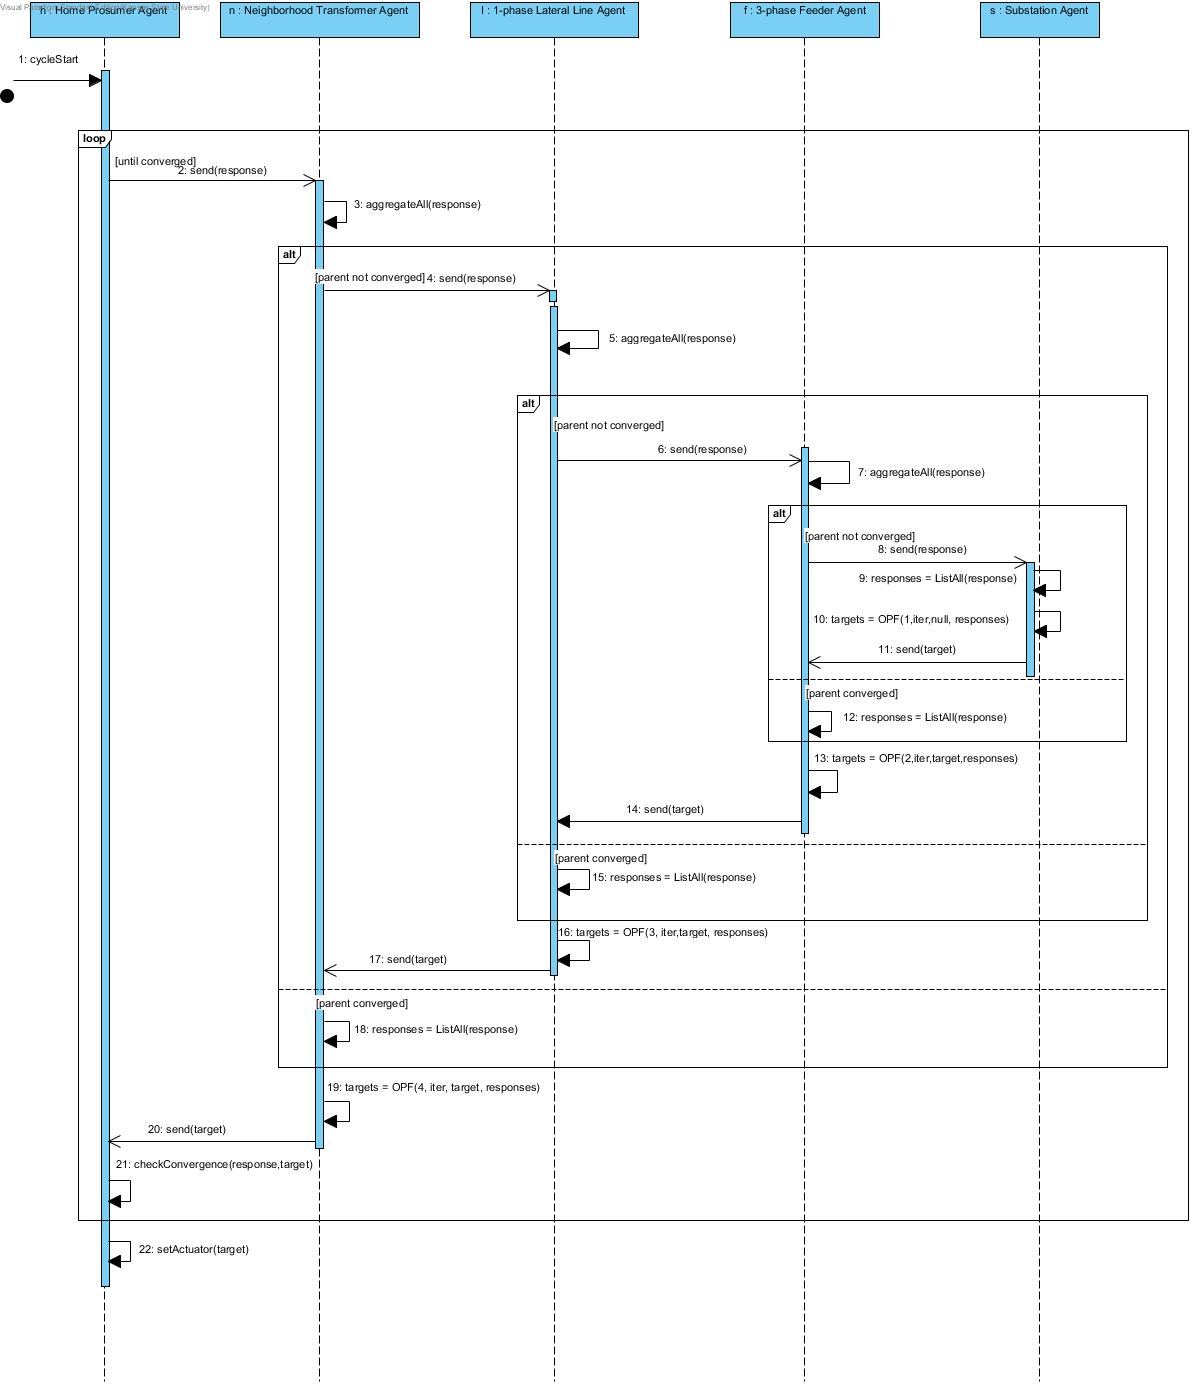 h : Home Prosumer Agent
n : Neighborhood Transformer Agent
l : 1-phase Lateral Line Agent
f : 3-phase Feeder Agent
s : Substation Agent
1: cycleStart
loop
[until converged]
2: send(response)
3: aggregateAll(response)
alt
[parent not converged]
4: send(response)
5: aggregateAll(response)
alt
[parent not converged]
6: send(response)
7: aggregateAll(response)
alt
[parent not converged]
8: send(response)
9: responses = ListAll(response)
10: targets = OPF(1,iter,null, responses)
11: send(target)
[parent converged]
12: responses = ListAll(response)
13: targets = OPF(2,iter,target,responses)
14: send(target)
[parent converged]
15: responses = ListAll(response)
16: targets = OPF(3, iter,target, responses)
17: send(target)
[parent converged]
18: responses = ListAll(response)
19: targets = OPF(4, iter, target, responses)
20: send(target)
21: checkConvergence(response,target)
22: setActuator(target)